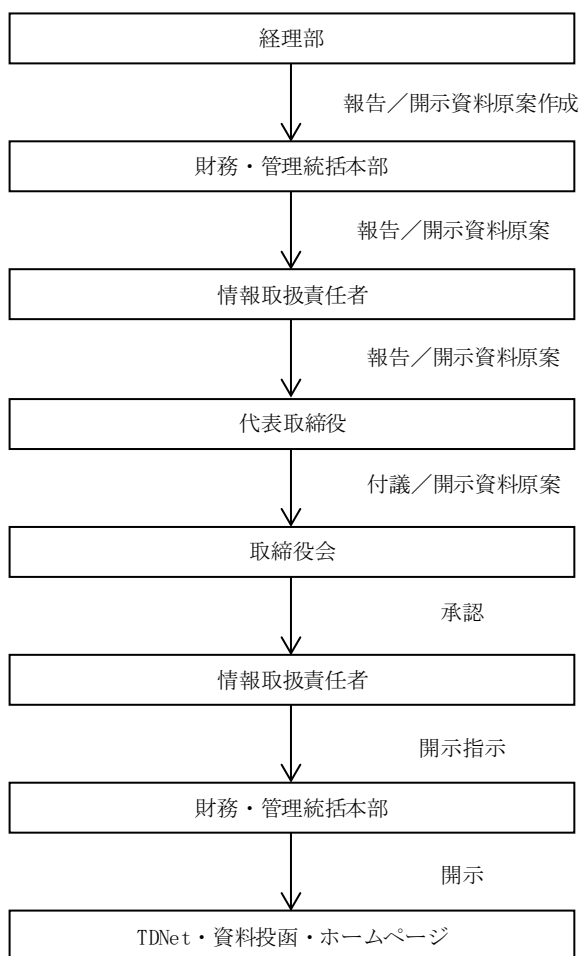 経理部
報告／開示資料原案作成
財務・管理統括本部
報告／開示資料原案
情報取扱責任者
報告／開示資料原案
代表取締役
付議／開示資料原案
取締役会
承認
情報取扱責任者
開示指示
財務・管理統括本部
開示
TDNet・資料投函・ホームページ